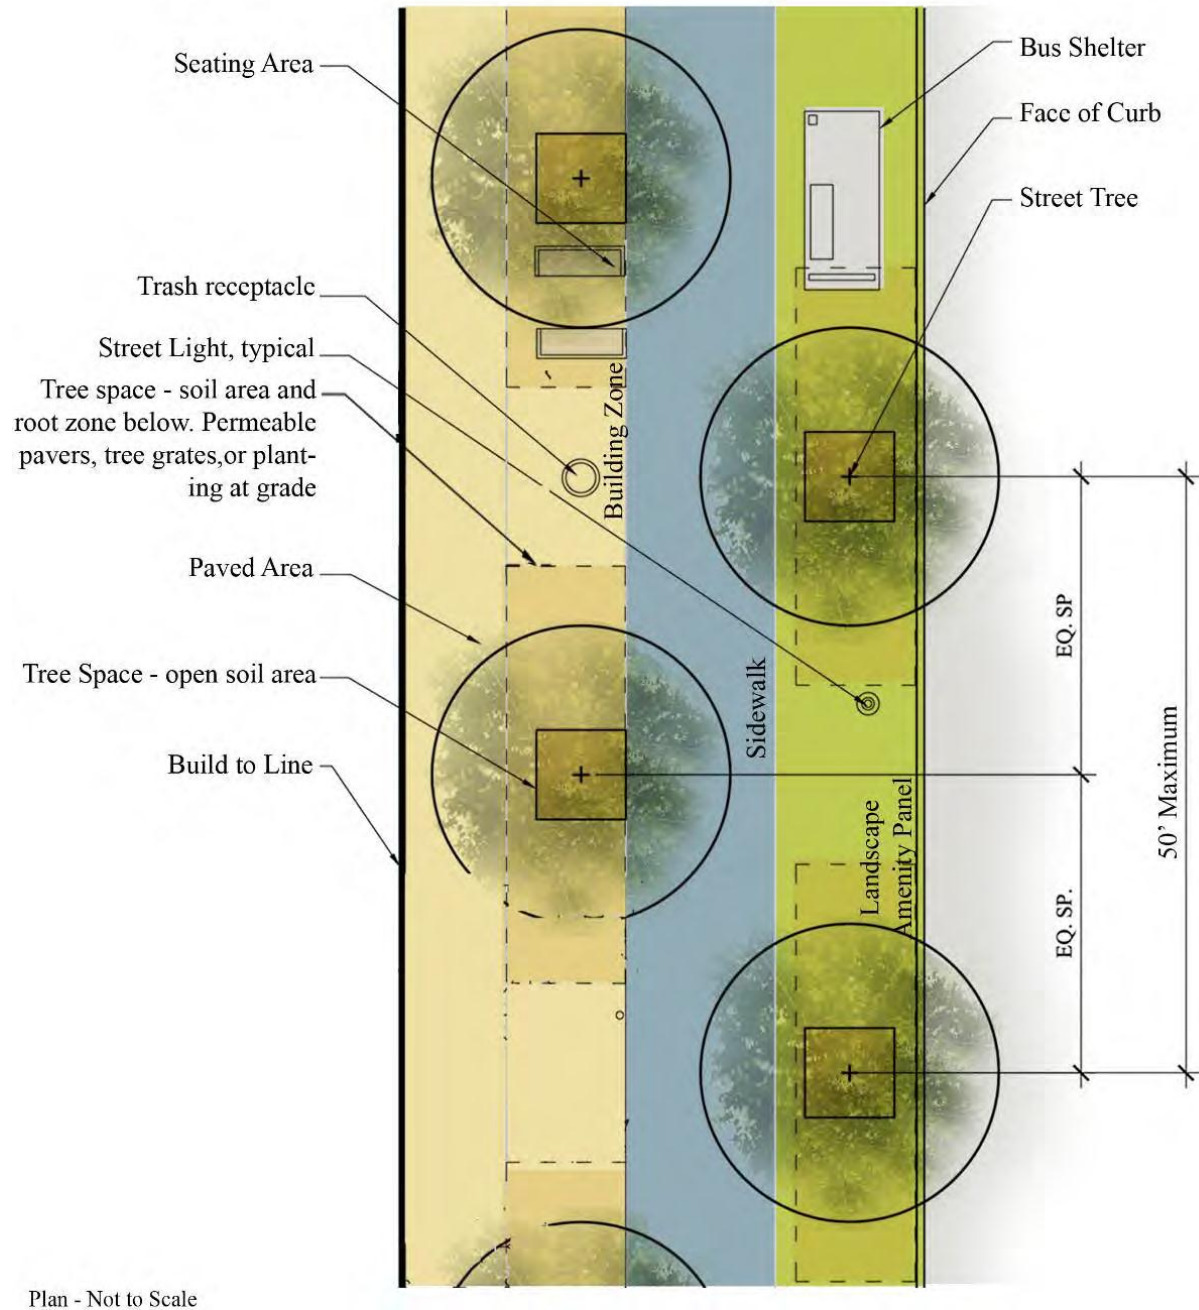 Seating Area
Trash receptacle
Street Light, typical
Tree space - soil area and
root zone below. Permeable
pavers, tree grates,or plant-
ing at grade
Paved Area
Tree Space - open soil area
Build to Line
Building Zone
Sidewalk
Landscape
Amenity Panel
Bus Shelter
Face of Curb
Street Tree
EQ. SP
EQ. SP.
50' Maximum
Plan - Not to Scale